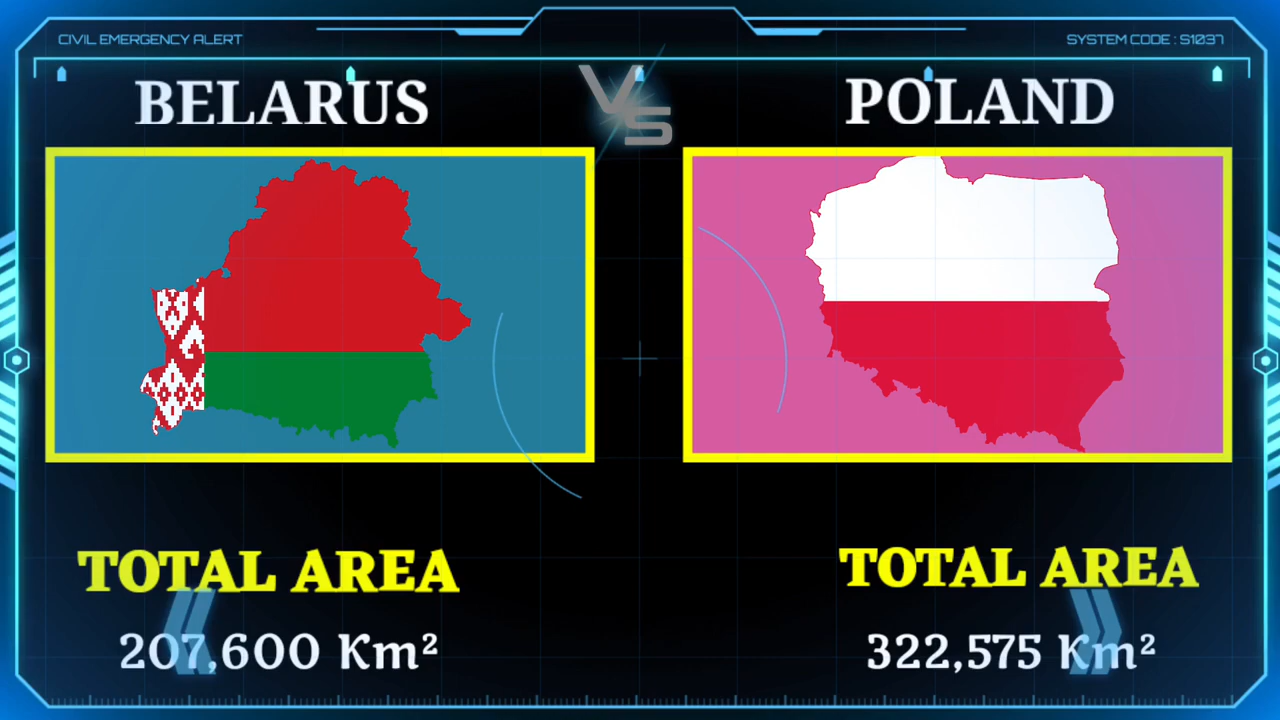 CIVIL EMERGENCY ALERT
SYSTEM CODE : S1037
BELARUS
VS
POLAND
TOTAL AREA
207,600 Km²
TOTAL AREA
322,575 Km²